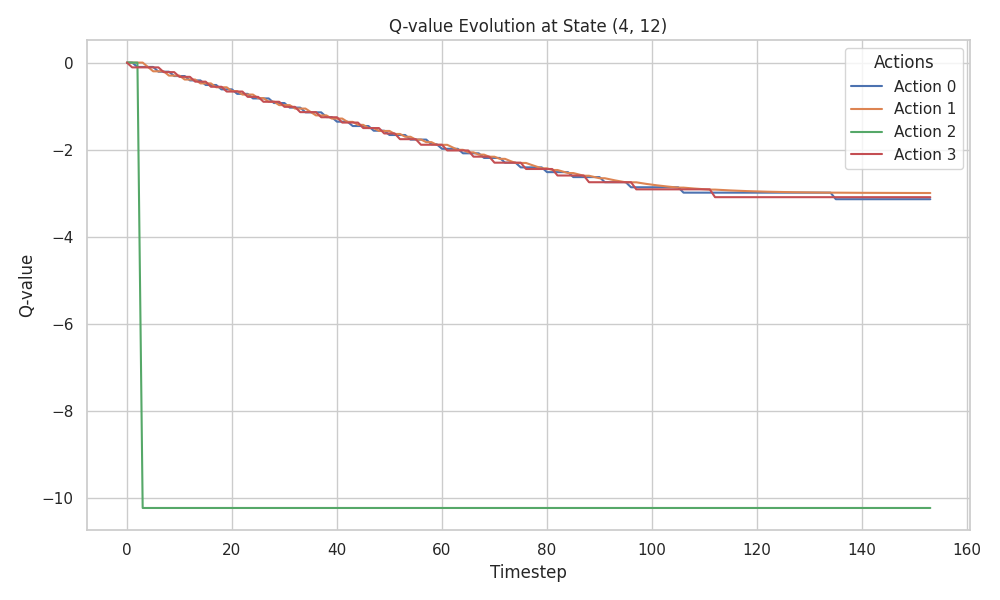 Q-value Evolution at State (4, 12)
Actions
Action 0
Action 1
Action 2
Action 3
Q-value
0
−2
−4
−6
−8
−10
0 20 40 60 80 100 120 140 160
Timestep